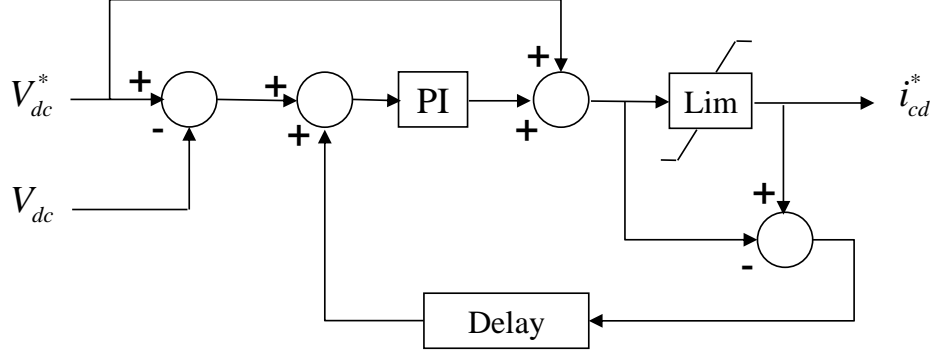 +
V*dc
+
-
+
+
PI
+
Lim
i*cd
Vdc
+
-
Delay